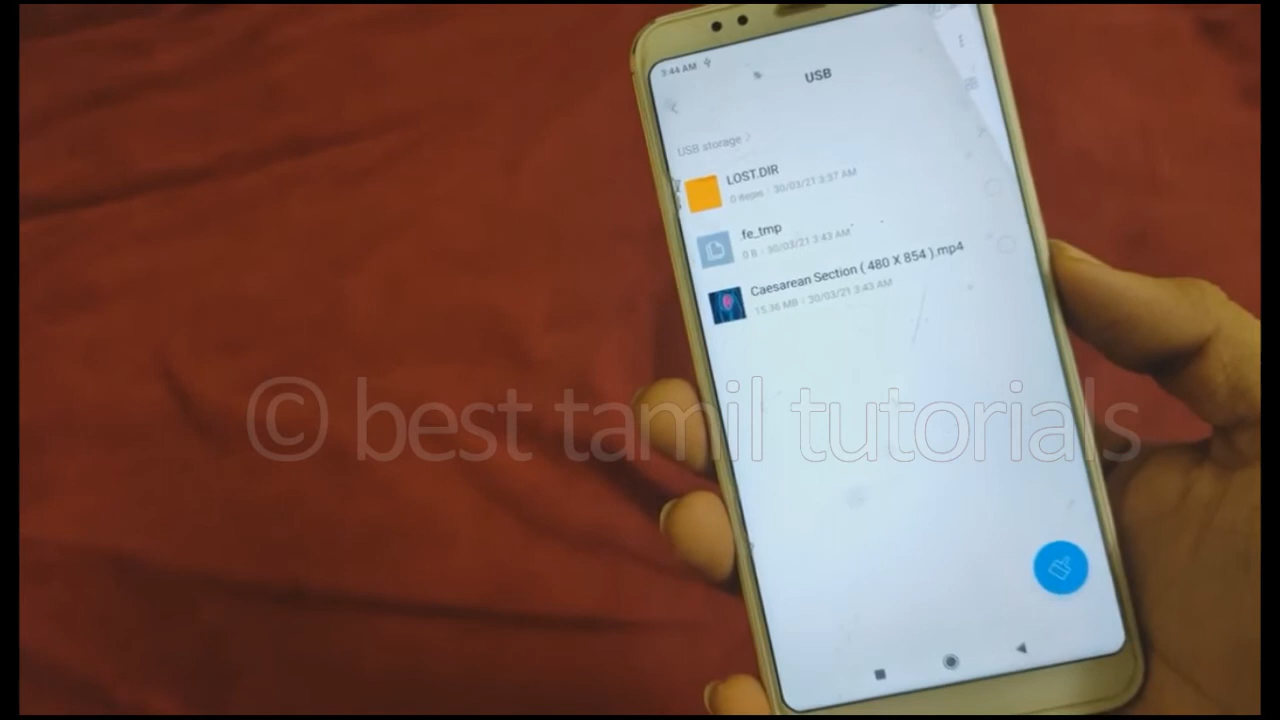 3:44 AM
USB
USB storage
LOST.DIR
0 items | 30/03/21 3:37 AM
.fe_tmp
0 B | 30/03/21 3:43 AM
Caesarean Section ( 480 X 854 ).mp4
15.36 MB | 30/03/21 3:43 AM
© best tamil tutorials